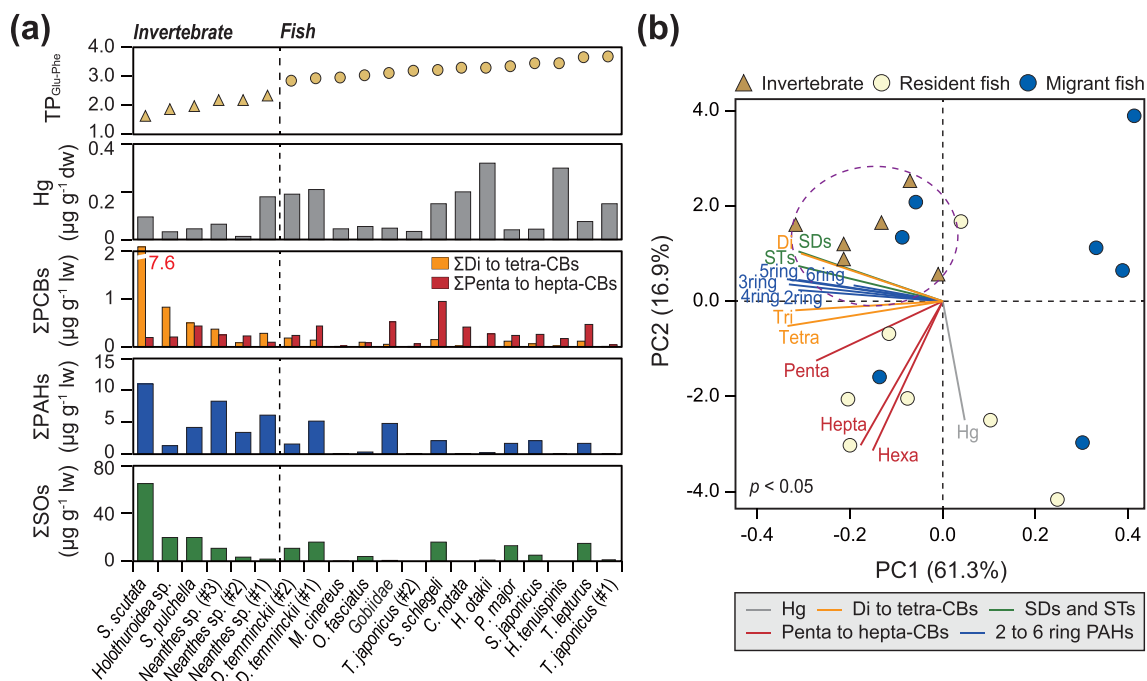 (a)
Invertebrate
Fish
TP Glu-Phe
4.0
3.0
2.0
1.0
Hg
(µg g⁻¹ dw)
0.4
0.2
0
ΣPCBs
(µg g⁻¹ lw)
2
1
0
7.6
ΣDi to tetra-CBs
ΣPenta to hepta-CBs
ΣPAHs
(µg g⁻¹ lw)
15
10
5
0
ΣSOs
(µg g⁻¹ lw)
80
40
0
S. scutata
Holothuroidea sp.
S. pulchella
Neanthes sp. (#3)
Neanthes sp. (#2)
Neanthes sp. (#1)
D. temminckii (#2)
D. temminckii (#1)
M. cinereus
O. fasciatus
Gobiidae
T. japonicus (#2)
S. schlegeli
C. notata
H. otakii
P. major
S. japonicus
H. tenuispinis
T. lepturus
T. japonicus (#1)
(b)
Invertebrate Resident fish Migrant fish
PC2 (16.9%)
4.0
2.0
0.0
-2.0
-4.0
Di
SDs
STs
5ring
6ring
3ring
4ring
2ring
Tri
Tetra
Penta
Hepta
Hexa
Hg
p < 0.05
-0.4 -0.2 0.0 0.2 0.4
PC1 (61.3%)
Hg Di to tetra-CBs SDs and STs
Penta to hepta-CBs 2 to 6 ring PAHs